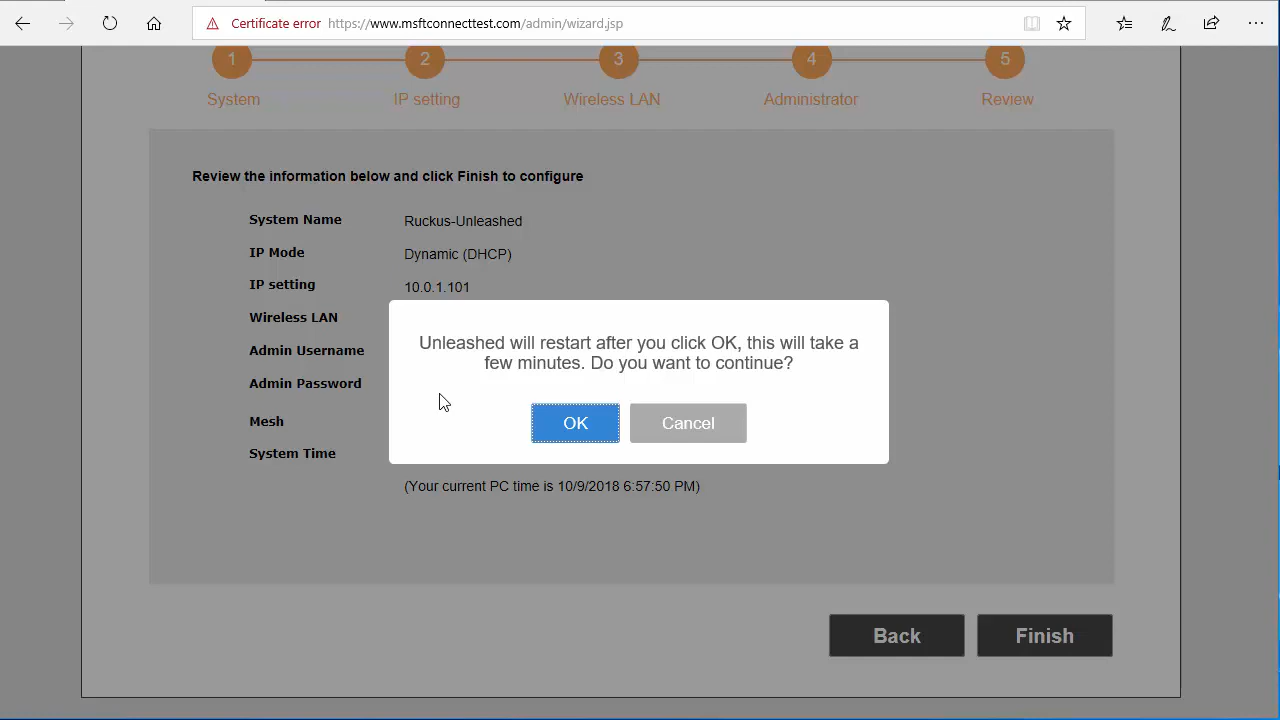 Certificate error https://www.msftconnecttest.com/admin/wizard.jsp
1 2 3 4 5
System IP setting Wireless LAN Administrator Review
Review the information below and click Finish to configure
System Name Ruckus-Unleashed
IP Mode Dynamic (DHCP)
IP setting 10.0.1.101
Wireless LAN
Admin Username
Admin Password
Mesh
System Time
Unleashed will restart after you click OK, this will take a
few minutes. Do you want to continue?
OK Cancel
(Your current PC time is 10/9/2018 6:57:50 PM)
Back Finish